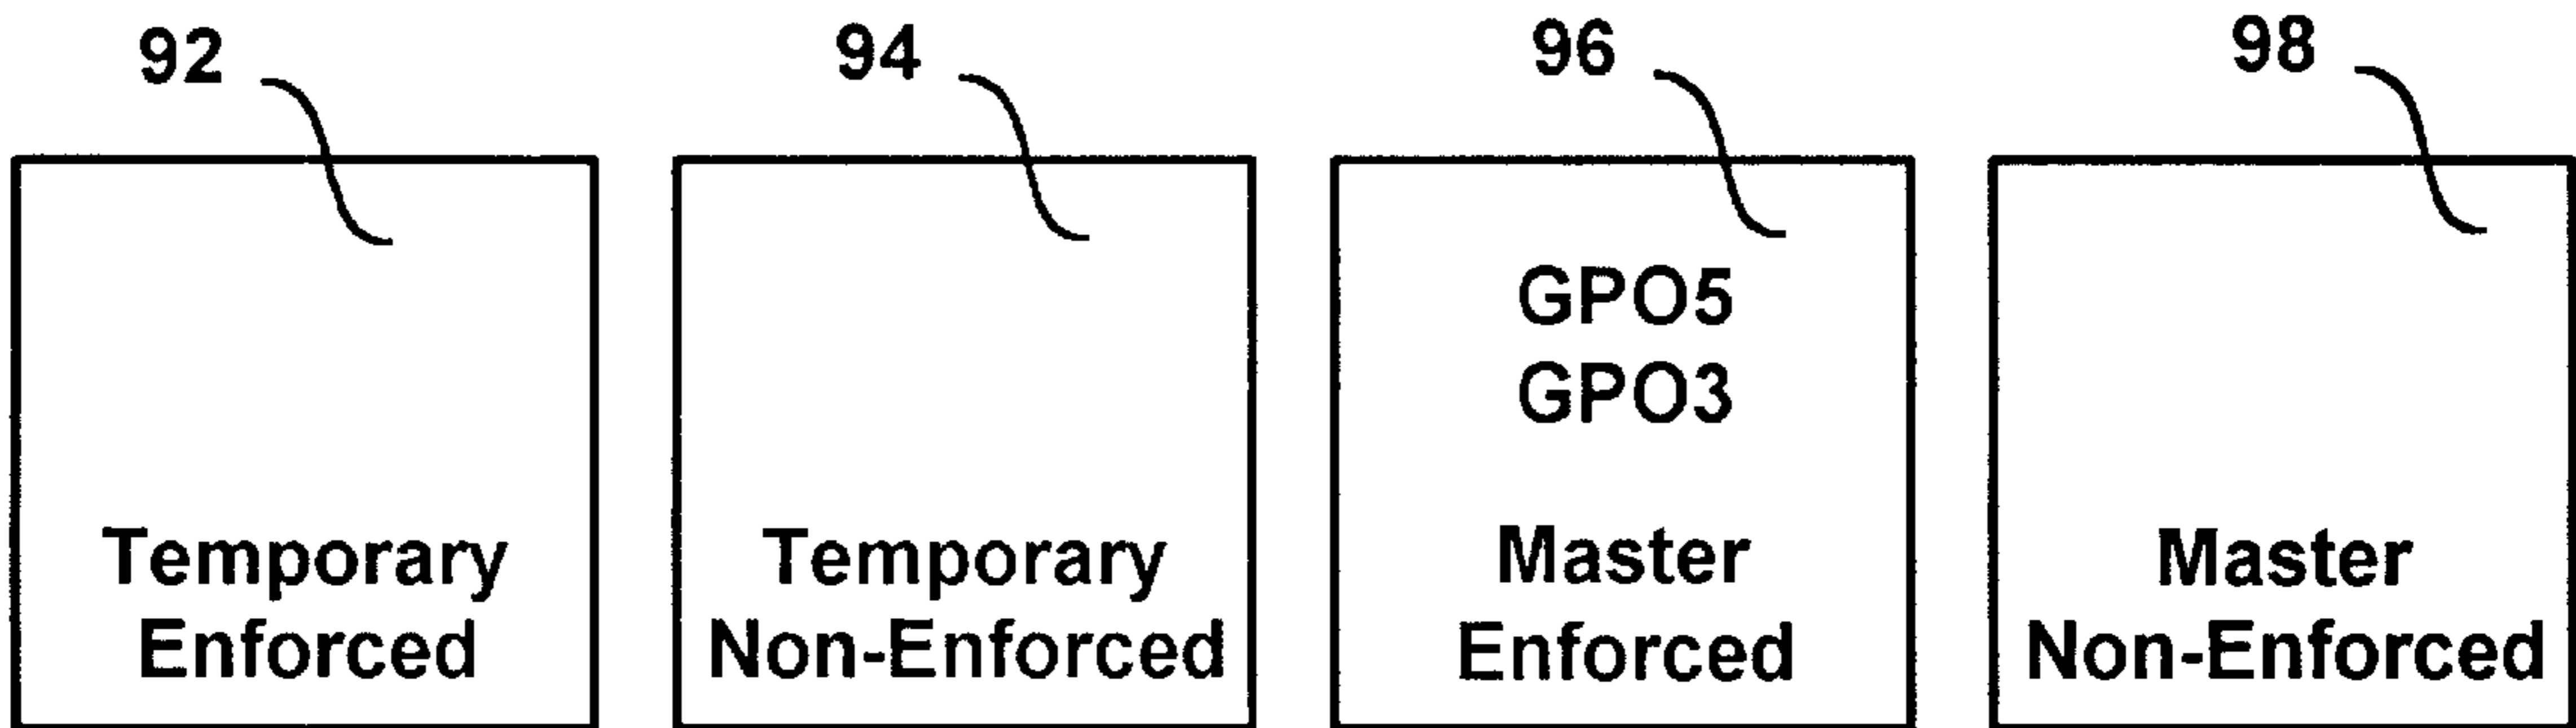 92
94
96
98
GPO5
GPO3
Temporary
Enforced
Temporary
Non-Enforced
Master
Enforced
Master
Non-Enforced